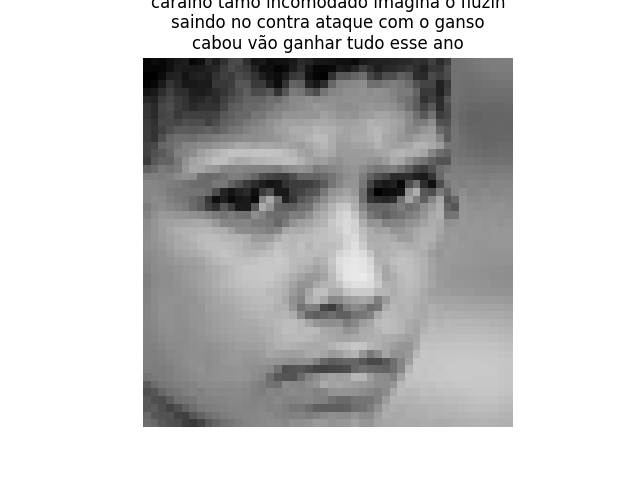 caralho tamo incomodado imagina o fluzin
saindo no contra ataque com o ganso
cabou vão ganhar tudo esse ano